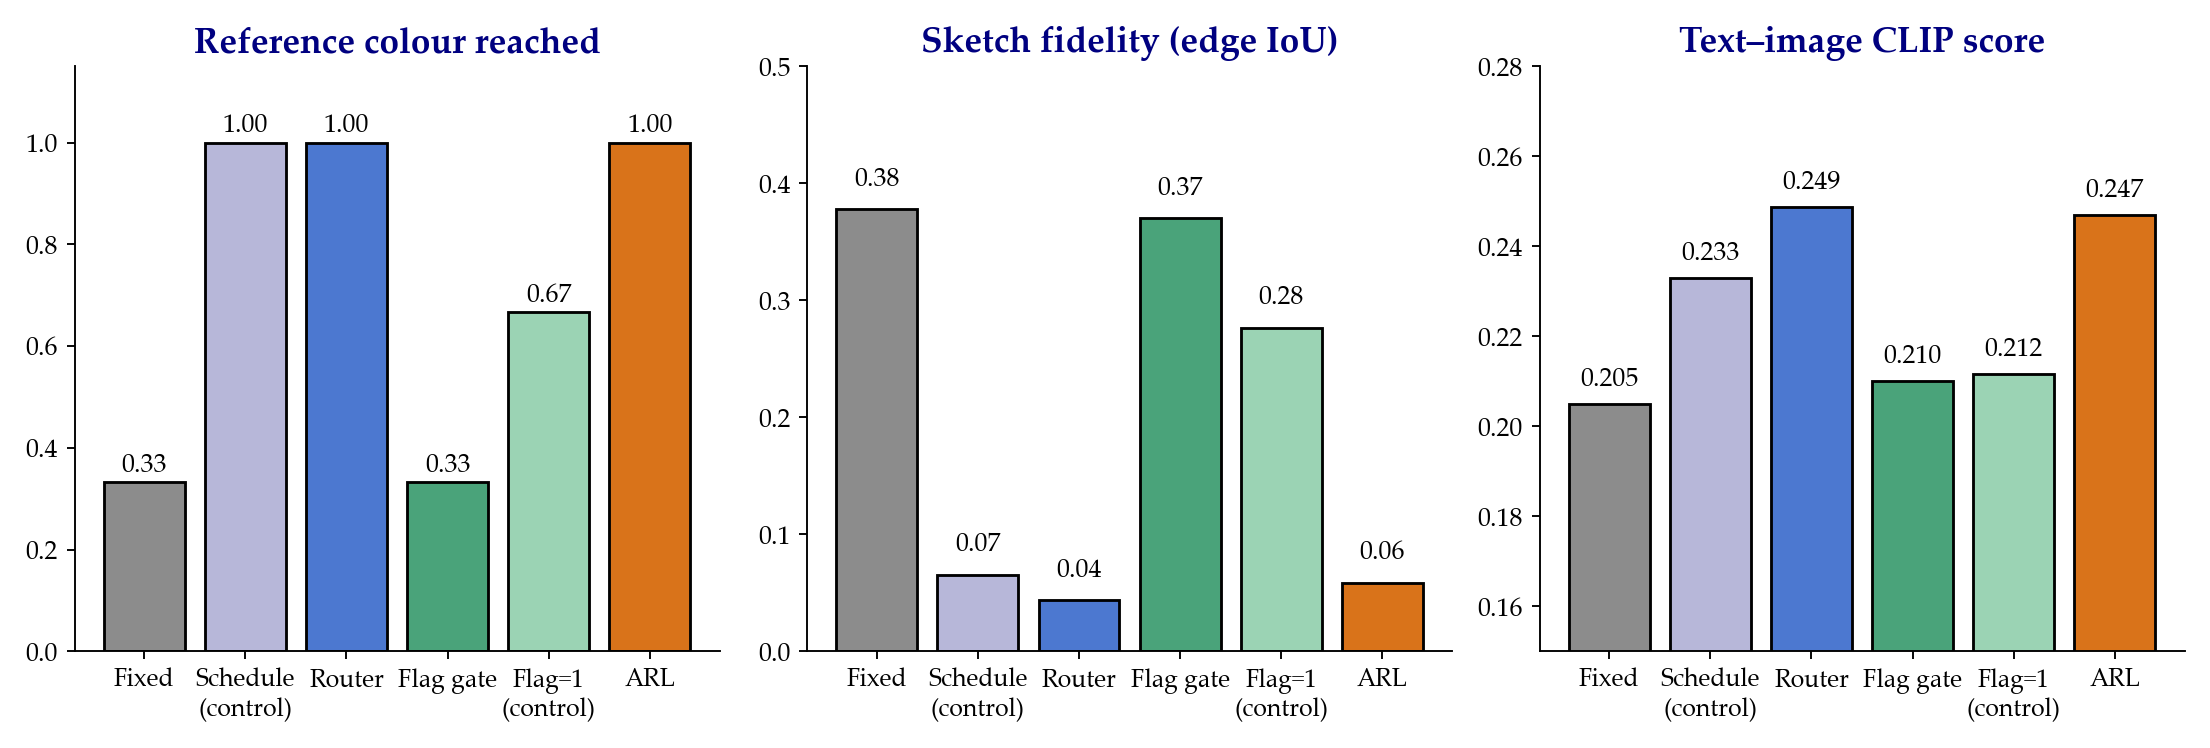 Reference colour reached
1.0
0.8
0.6
0.4
0.2
0.0
0.33
1.00
1.00
0.33
0.67
1.00
Fixed
Schedule
(control)
Router
Flag gate
Flag=1
(control)
ARL
Sketch fidelity (edge IoU)
0.5
0.4
0.3
0.2
0.1
0.0
0.38
0.07
0.04
0.37
0.28
0.06
Fixed
Schedule
(control)
Router
Flag gate
Flag=1
(control)
ARL
Text–image CLIP score
0.28
0.26
0.24
0.22
0.20
0.18
0.16
0.205
0.233
0.249
0.210
0.212
0.247
Fixed
Schedule
(control)
Router
Flag gate
Flag=1
(control)
ARL